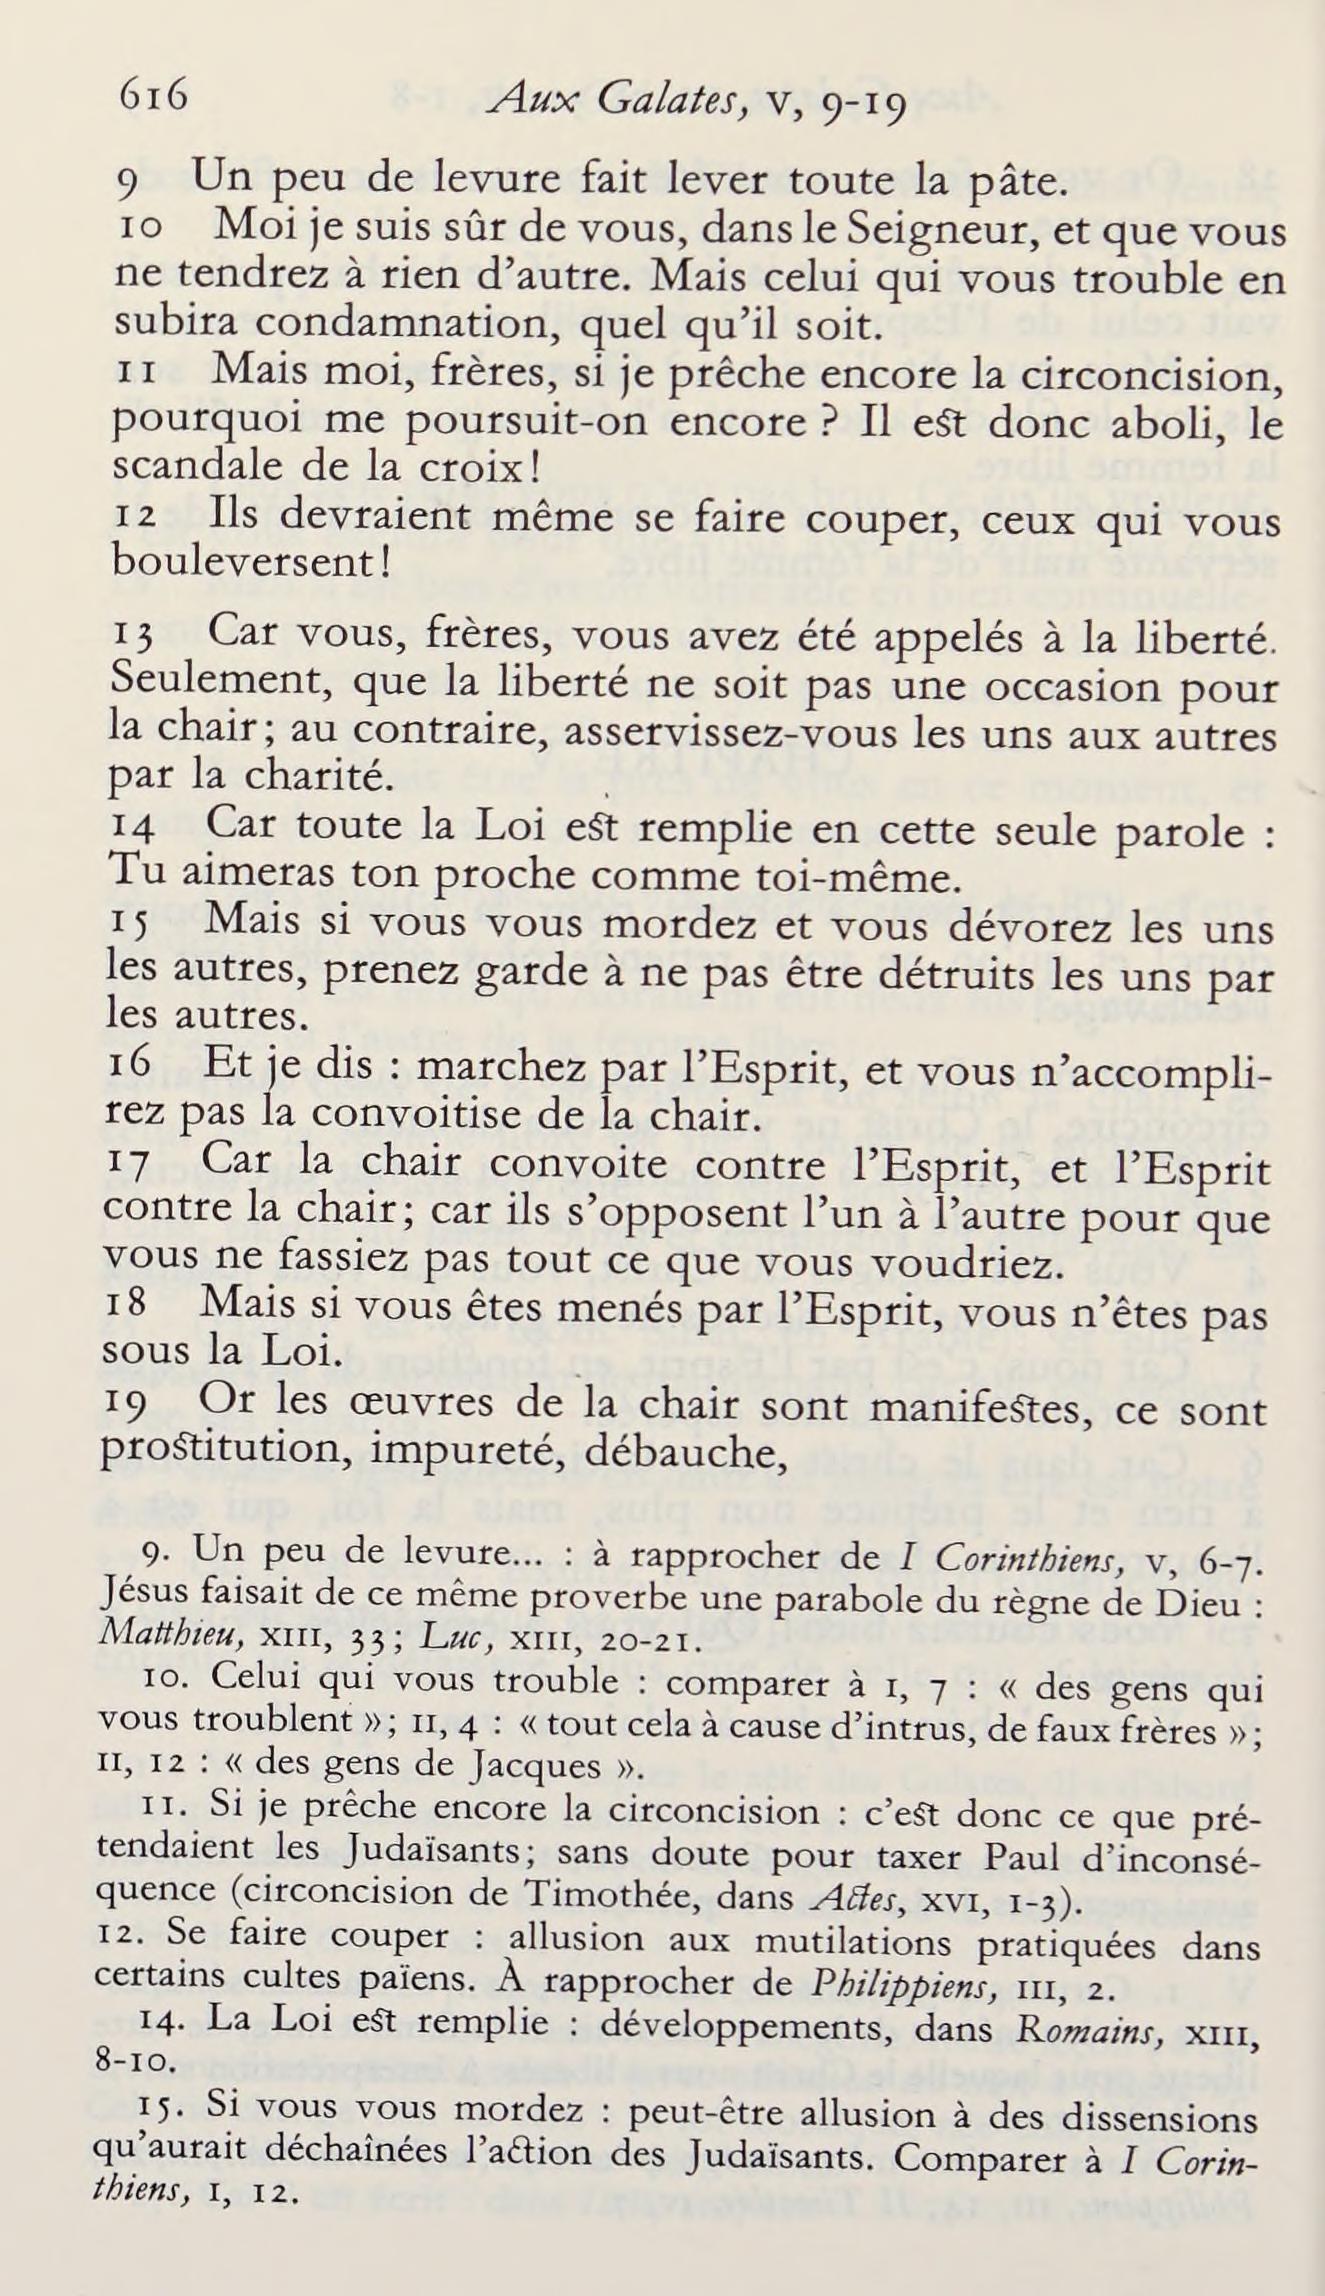 616 Aux Galates, V, 9-19
9 Un peu de levure fait lever toute la pâte.
10 Moi je suis sûr de vous, dans le Seigneur, et que vous
ne tendrez à rien d'autre. Mais celui qui vous trouble en
subira condamnation, quel qu'il soit.
11 Mais moi, frères, si je prêche encore la circoncision,
pourquoi me poursuit-on encore ? Il est donc aboli, le
scandale de la croix!
12 Ils devraient même se faire couper, ceux qui vous
bouleversent!
13 Car vous, frères, vous avez été appelés à la liberté.
Seulement, que la liberté ne soit pas une occasion pour
la chair; au contraire, asservissez-vous les uns aux autres
par la charité.
14 Car toute la Loi est remplie en cette seule parole :
Tu aimeras ton proche comme toi-même.
15 Mais si vous vous mordez et vous dévorez les uns
les autres, prenez garde à ne pas être détruits les uns par
les autres.
16 Et je dis : marchez par l'Esprit, et vous n'accompli-
rez pas la convoitise de la chair.
17 Car la chair convoite contre l'Esprit, et l'Esprit
contre la chair; car ils s'opposent l'un à l'autre pour que
vous ne fassiez pas tout ce que vous voudriez.
18 Mais si vous êtes menés par l'Esprit, vous n'êtes pas
sous la Loi.
19 Or les œuvres de la chair sont manifestes, ce sont
prostitution, impureté, débauche,
9. Un peu de levure... : à rapprocher de I Corinthiens, V, 6-7.
Jésus faisait de ce même proverbe une parabole du règne de Dieu :
Matthieu, XIII, 33; Luc, XIII, 20-21.
10. Celui qui vous trouble : comparer à I, 7 : « des gens qui
vous troublent »; II, 4 : « tout cela à cause d'intrus, de faux frères »;
II, 12 : « des gens de Jacques ».
11. Si je prêche encore la circoncision : c'est donc ce que pré-
tendaient les Judaïsants; sans doute pour taxer Paul d'inconsé-
quence (circoncision de Timothée, dans Actes, XVI, 1-3).
12. Se faire couper : allusion aux mutilations pratiquées dans
certains cultes païens. À rapprocher de Philippiens, III, 2.
14. La Loi est remplie : développements, dans Romains, XIII,
8-10.
15. Si vous vous mordez : peut-être allusion à des dissensions
qu'aurait déchaînées l'action des Judaïsants. Comparer à I Corin-
thiens, I, 12.